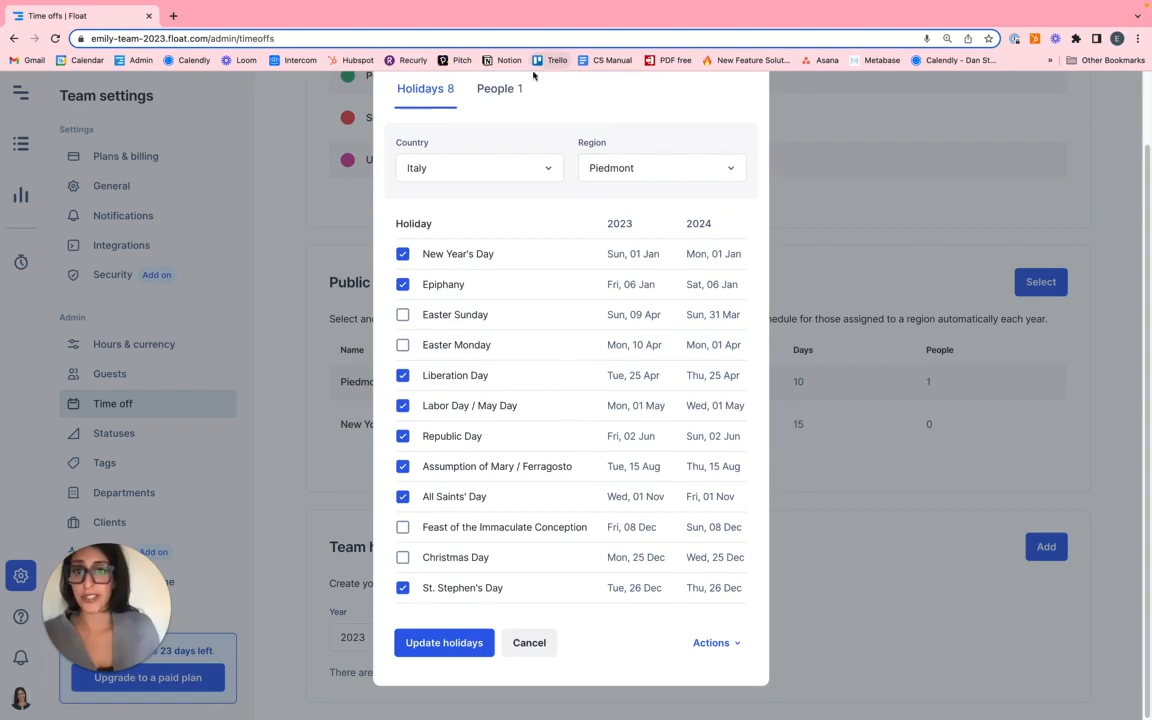 Time offs | Float
emily-team-2023.float.com/admin/timeoffs
Gmail Calendar Admin Calendly Loom Intercom Hubspot Recurly Pitch Notion Trello CS Manual PDF free New Feature Solut... Asana Metabase Calendly - Dan St... » Other Bookmarks
Team settings
Settings
Plans & billing
General
Notifications
Integrations
Security Add on
Admin
Hours & currency
Guests
Time off
Statuses
Tags
Departments
Clients
Add on
23 days left.
Upgrade to a paid plan
Holidays 8 People 1
Country Region
Italy Piedmont
Holiday 2023 2024
New Year's Day Sun, 01 Jan Mon, 01 Jan
Epiphany Fri, 06 Jan Sat, 06 Jan
Easter Sunday Sun, 09 Apr Sun, 31 Mar
Easter Monday Mon, 10 Apr Mon, 01 Apr
Liberation Day Tue, 25 Apr Thu, 25 Apr
Labor Day / May Day Mon, 01 May Wed, 01 May
Republic Day Fri, 02 Jun Sun, 02 Jun
Assumption of Mary / Ferragosto Tue, 15 Aug Thu, 15 Aug
All Saints' Day Wed, 01 Nov Fri, 01 Nov
Feast of the Immaculate Conception Fri, 08 Dec Sun, 08 Dec
Christmas Day Mon, 25 Dec Wed, 25 Dec
St. Stephen's Day Tue, 26 Dec Thu, 26 Dec
Update holidays Cancel Actions
Public
Select
Select an
hedule for those assigned to a region automatically each year.
Name Days People
Piedm 10 1
New Yo 15 0
Team h
Add
Create yo
Year
2023
There are